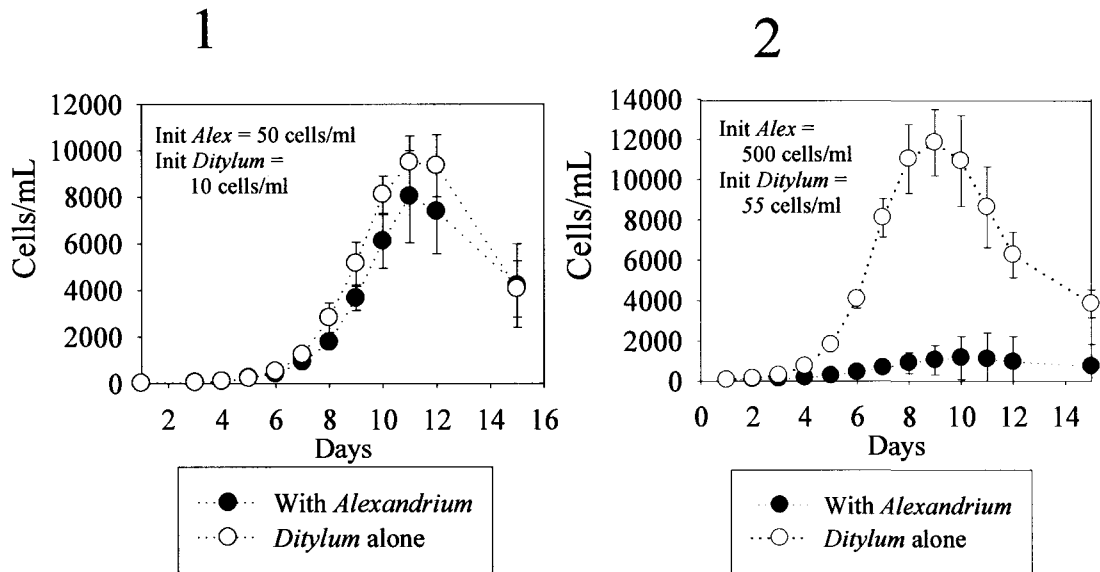 1
12000
10000
8000
6000
4000
2000
0
Cells/mL
Init Alex = 50 cells/ml
Init Ditylum =
10 cells/ml
2 4 6 8 10 12 14 16
Days
With Alexandrium
Ditylum alone
2
14000
12000
10000
8000
6000
4000
2000
0
Cells/mL
Init Alex =
500 cells/ml
Init Ditylum =
55 cells/ml
0 2 4 6 8 10 12 14
Days
With Alexandrium
Ditylum alone